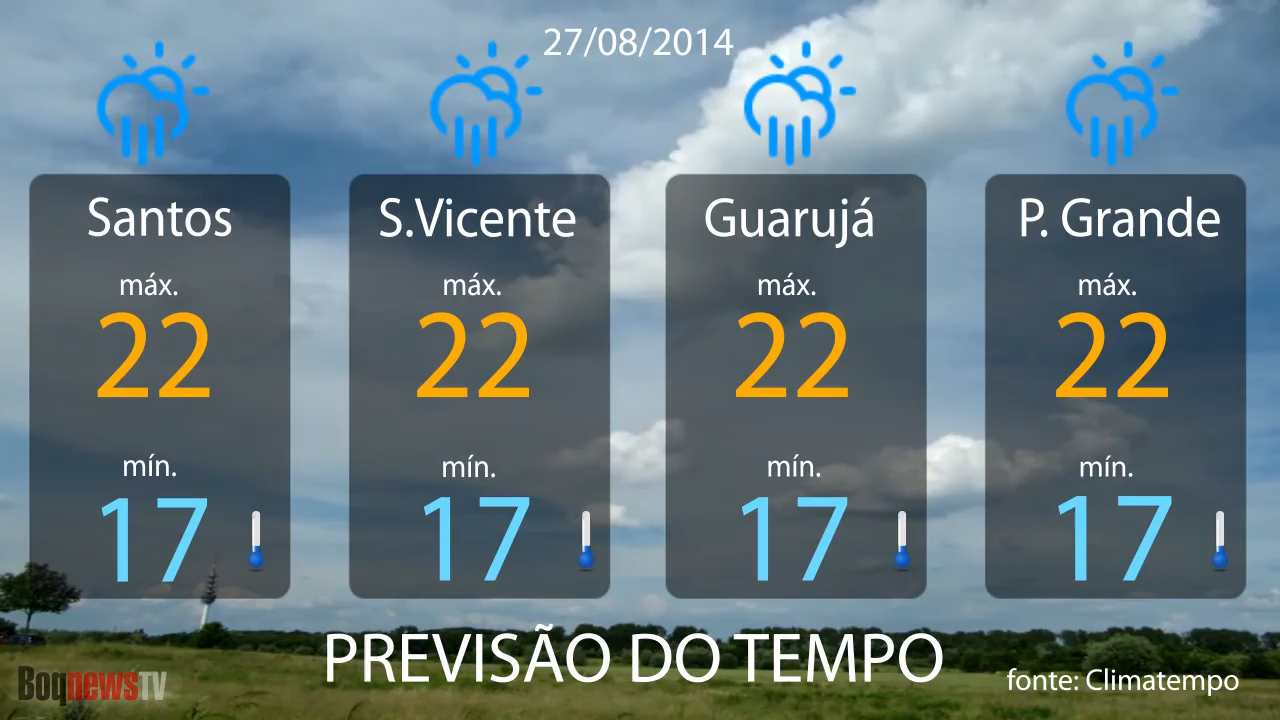 27/08/2014
Santos
máx.
22
mín.
17
S.Vicente
máx.
22
mín.
17
Guarujá
máx.
22
mín.
17
P. Grande
máx.
22
mín.
17
PREVISÃO DO TEMPO
BoqnewsTV
fonte: Climatempo